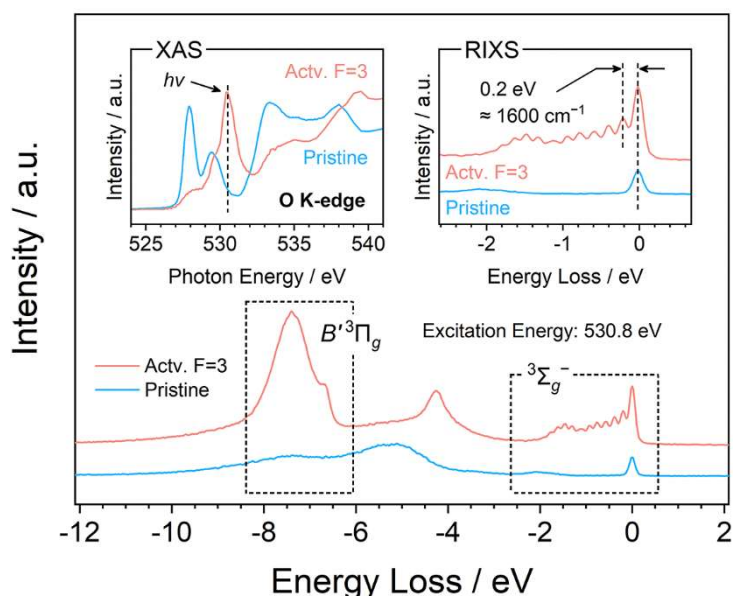 XAS
hν
Actv. F=3
Pristine
O K-edge
Intensity / a.u.
525 530 535 540
Photon Energy / eV
RIXS
0.2 eV
≈ 1600 cm⁻¹
Actv. F=3
Pristine
Intensity / a.u.
-2 -1 0
Energy Loss / eV
Intensity / a.u.
B′ ³Πg
Excitation Energy: 530.8 eV
Actv. F=3
Pristine
³Σg⁻
-12 -10 -8 -6 -4 -2 0 2
Energy Loss / eV